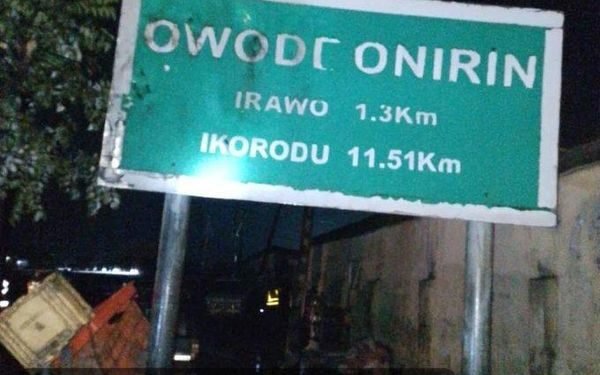 OWODE ONIRIN
IRAWO 1.3Km
IKORODU 11.51Km